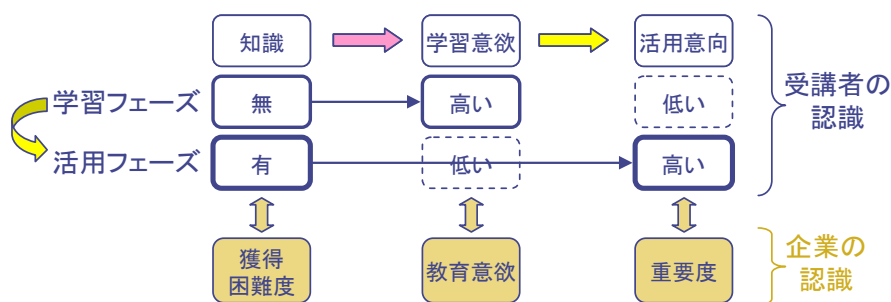 知識
学習意欲
活用意向
学習フェーズ
無
高い
低い
受講者の
認識
活用フェーズ
有
低い
高い
獲得
困難度
教育意欲
重要度
企業の
認識